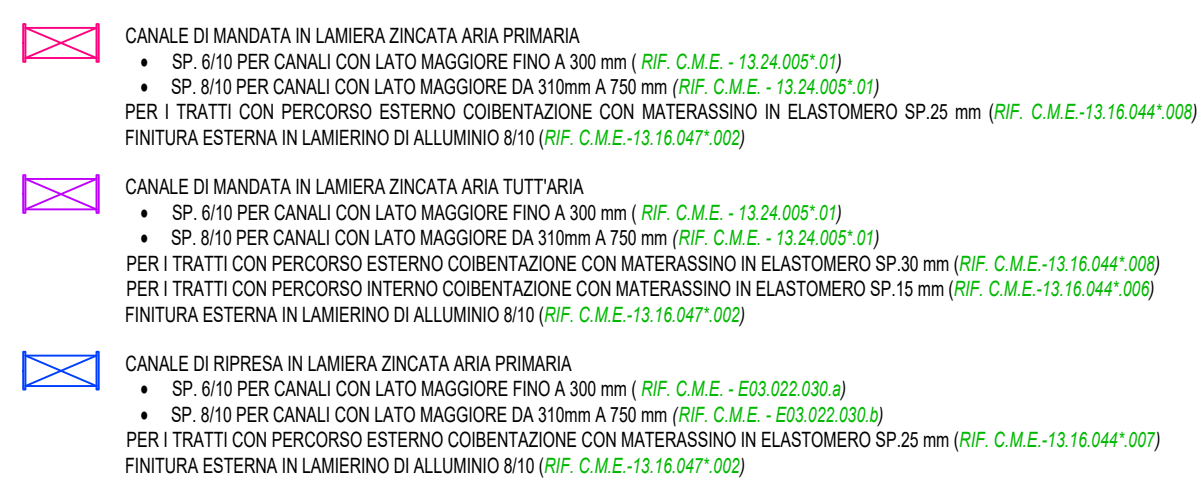 CANALE DI MANDATA IN LAMIERA ZINCATA ARIA PRIMARIA
• SP. 6/10 PER CANALI CON LATO MAGGIORE FINO A 300 mm ( RIF. C.M.E. - 13.24.005*.01)
• SP. 8/10 PER CANALI CON LATO MAGGIORE DA 310mm A 750 mm (RIF. C.M.E. - 13.24.005*.01)
PER I TRATTI CON PERCORSO ESTERNO COIBENTAZIONE CON MATERASSINO IN ELASTOMERO SP.25 mm (RIF. C.M.E.-13.16.044*.008)
FINITURA ESTERNA IN LAMIERINO DI ALLUMINIO 8/10 (RIF. C.M.E.-13.16.047*.002)
CANALE DI MANDATA IN LAMIERA ZINCATA ARIA TUTT'ARIA
• SP. 6/10 PER CANALI CON LATO MAGGIORE FINO A 300 mm ( RIF. C.M.E. - 13.24.005*.01)
• SP. 8/10 PER CANALI CON LATO MAGGIORE DA 310mm A 750 mm (RIF. C.M.E. - 13.24.005*.01)
PER I TRATTI CON PERCORSO ESTERNO COIBENTAZIONE CON MATERASSINO IN ELASTOMERO SP.30 mm (RIF. C.M.E.-13.16.044*.008)
PER I TRATTI CON PERCORSO INTERNO COIBENTAZIONE CON MATERASSINO IN ELASTOMERO SP.15 mm (RIF. C.M.E.-13.16.044*.006)
FINITURA ESTERNA IN LAMIERINO DI ALLUMINIO 8/10 (RIF. C.M.E.-13.16.047*.002)
CANALE DI RIPRESA IN LAMIERA ZINCATA ARIA PRIMARIA
• SP. 6/10 PER CANALI CON LATO MAGGIORE FINO A 300 mm ( RIF. C.M.E. - E03.022.030.a)
• SP. 8/10 PER CANALI CON LATO MAGGIORE DA 310mm A 750 mm (RIF. C.M.E. - E03.022.030.b)
PER I TRATTI CON PERCORSO ESTERNO COIBENTAZIONE CON MATERASSINO IN ELASTOMERO SP.25 mm (RIF. C.M.E.-13.16.044*.007)
FINITURA ESTERNA IN LAMIERINO DI ALLUMINIO 8/10 (RIF. C.M.E.-13.16.047*.002)